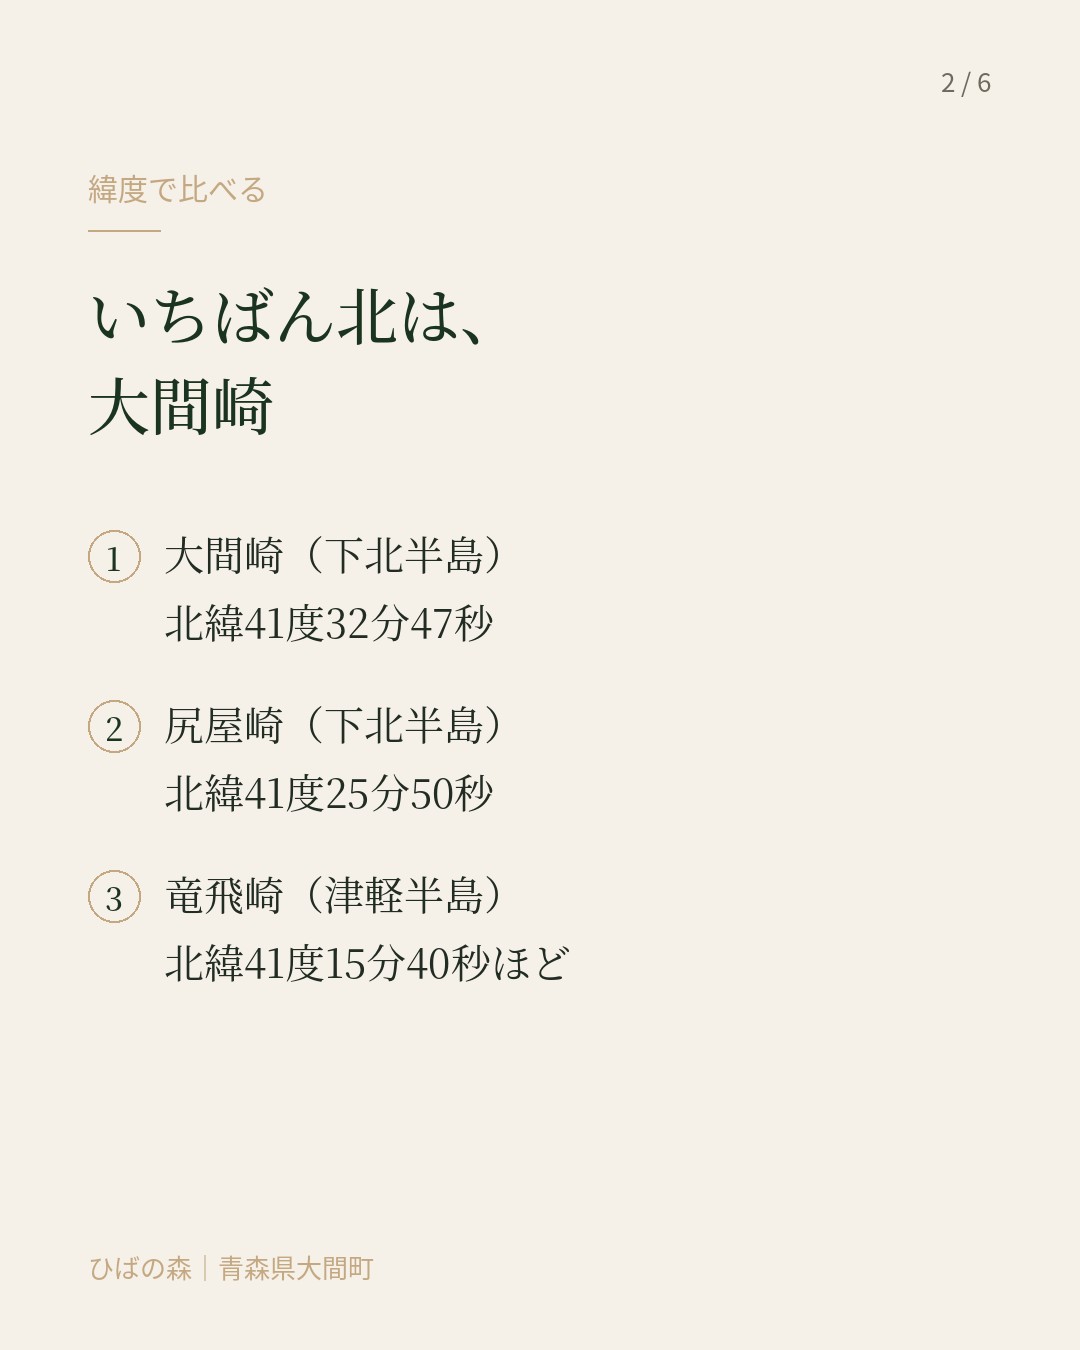 2 / 6
緯度で比べる
いちばん北は、
大間崎
1 大間崎（下北半島）
北緯41度32分47秒
2 尻屋崎（下北半島）
北緯41度25分50秒
3 竜飛崎（津軽半島）
北緯41度15分40秒ほど
ひばの森｜青森県大間町